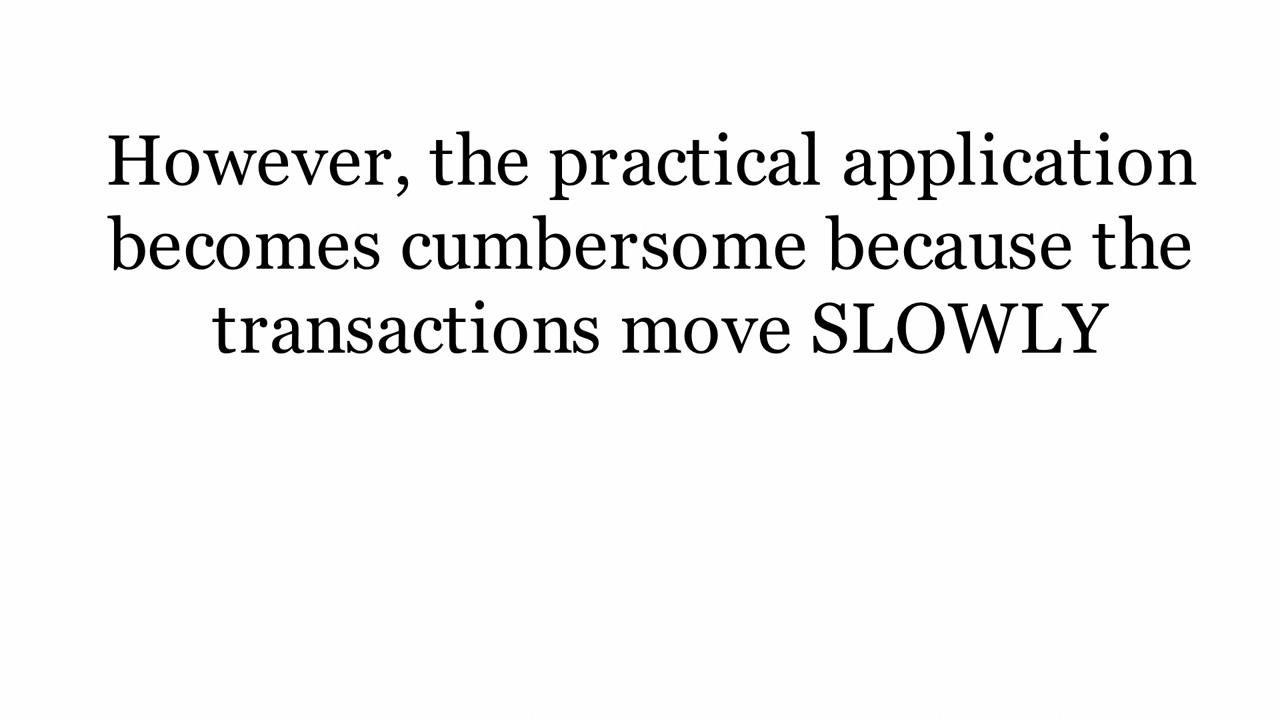 However, the practical application
becomes cumbersome because the
transactions move SLOWLY